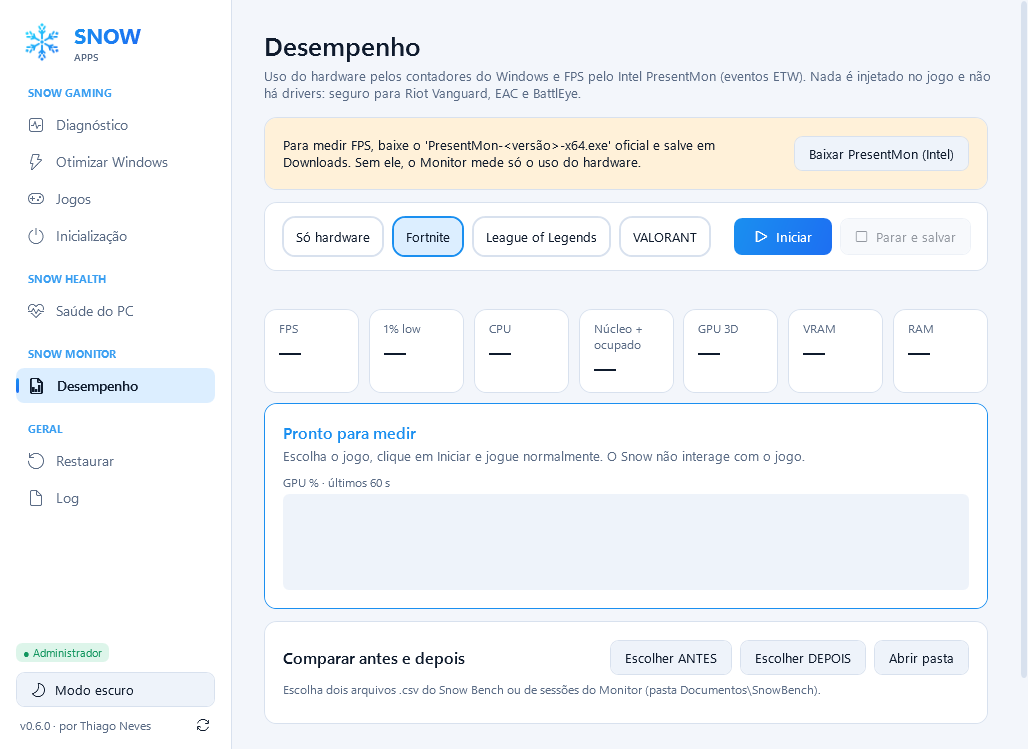 SNOW
APPS
SNOW GAMING
Diagnóstico
Otimizar Windows
Jogos
Inicialização
SNOW HEALTH
Saúde do PC
SNOW MONITOR
Desempenho
GERAL
Restaurar
Log
Administrador
Modo escuro
v0.6.0 · por Thiago Neves
Desempenho
Uso do hardware pelos contadores do Windows e FPS pelo Intel PresentMon (eventos ETW). Nada é injetado no jogo e não
há drivers: seguro para Riot Vanguard, EAC e BattlEye.
Para medir FPS, baixe o 'PresentMon-<versão>-x64.exe' oficial e salve em
Downloads. Sem ele, o Monitor mede só o uso do hardware.
Baixar PresentMon (Intel)
Só hardware
Fortnite
League of Legends
VALORANT
Iniciar
Parar e salvar
FPS
—
1% low
—
CPU
—
Núcleo +
ocupado
—
GPU 3D
—
VRAM
—
RAM
—
Pronto para medir
Escolha o jogo, clique em Iniciar e jogue normalmente. O Snow não interage com o jogo.
GPU % · últimos 60 s
Comparar antes e depois
Escolher ANTES
Escolher DEPOIS
Abrir pasta
Escolha dois arquivos .csv do Snow Bench ou de sessões do Monitor (pasta Documentos\SnowBench).